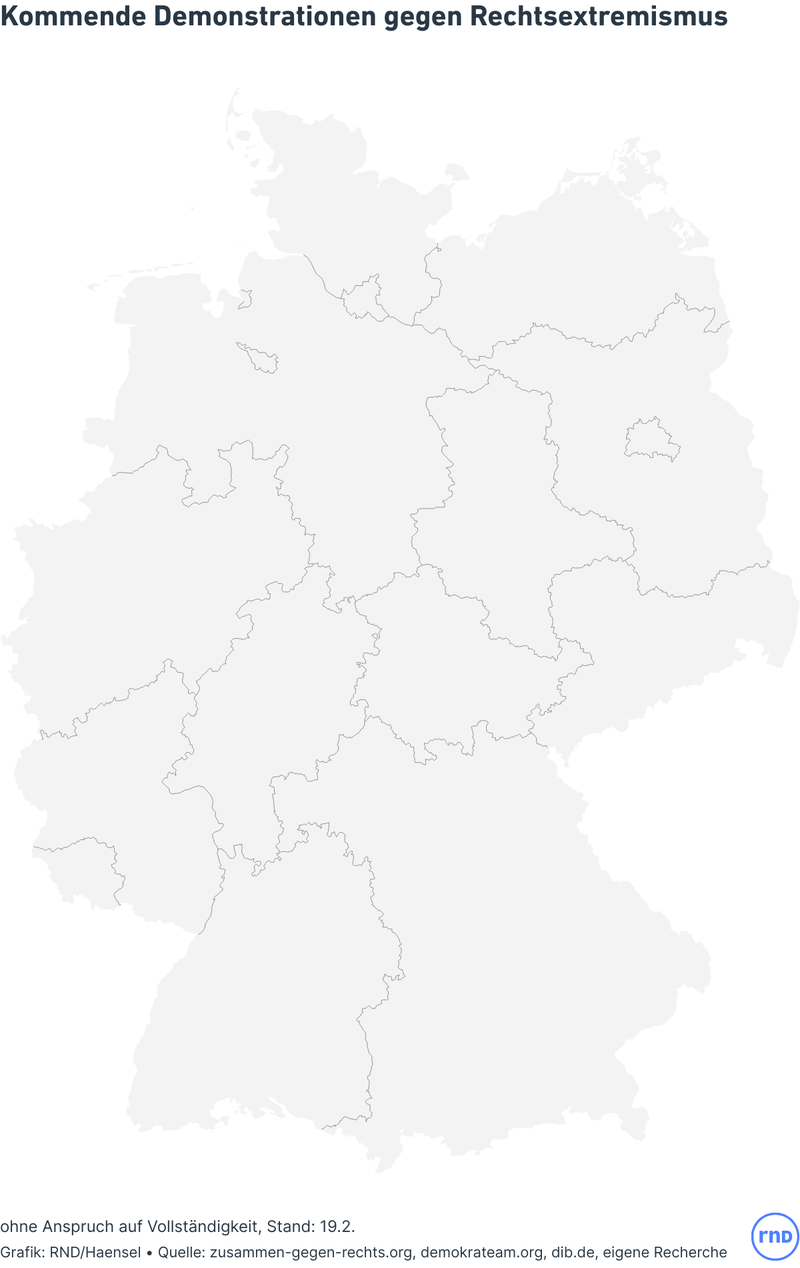 Kommende Demonstrationen gegen Rechtsextremismus
ohne Anspruch auf Vollständigkeit, Stand: 19.2.
Grafik: RND/Haensel • Quelle: zusammen-gegen-rechts.org, demokrateam.org, dib.de, eigene Recherche
rnd